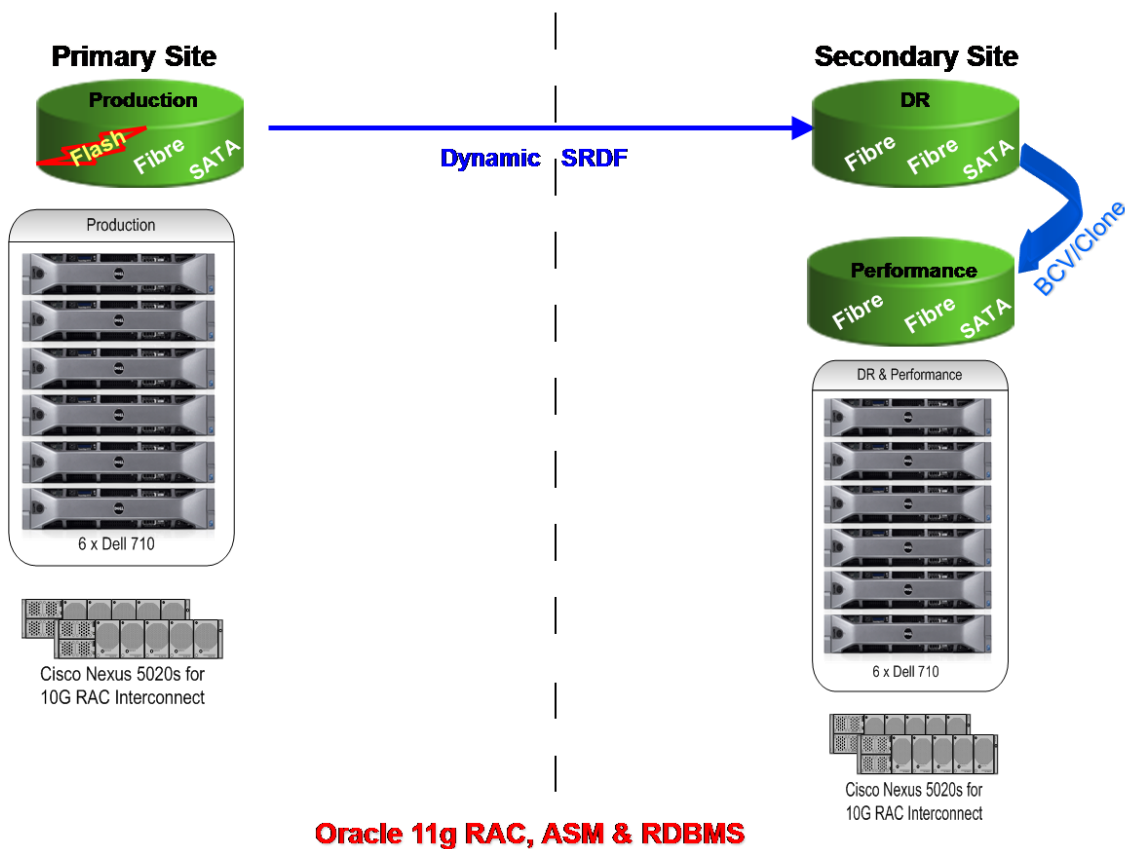 Primary Site
Production
Flash
Fibre
SATA
Production
6 x Dell 710
Cisco Nexus 5020s for
10G RAC Interconnect
Dynamic SRDF
Secondary Site
DR
Fibre
Fibre
SATA
BCV/Clone
Performance
Fibre
Fibre
SATA
DR & Performance
6 x Dell 710
Cisco Nexus 5020s for
10G RAC Interconnect
Oracle 11g RAC, ASM & RDBMS